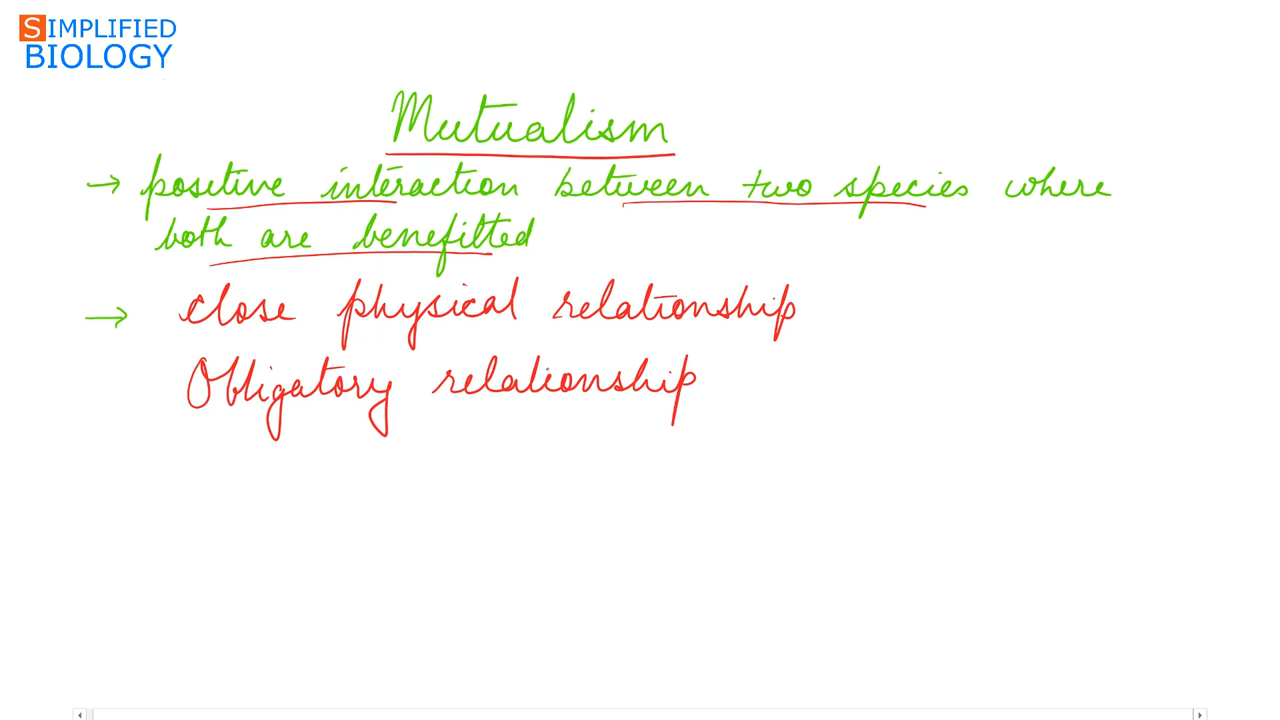 SIMPLIFIED
BIOLOGY
Mutualism
→ positive interaction between two species where
both are benefitted
→ close physical relationship
Obligatory relationship